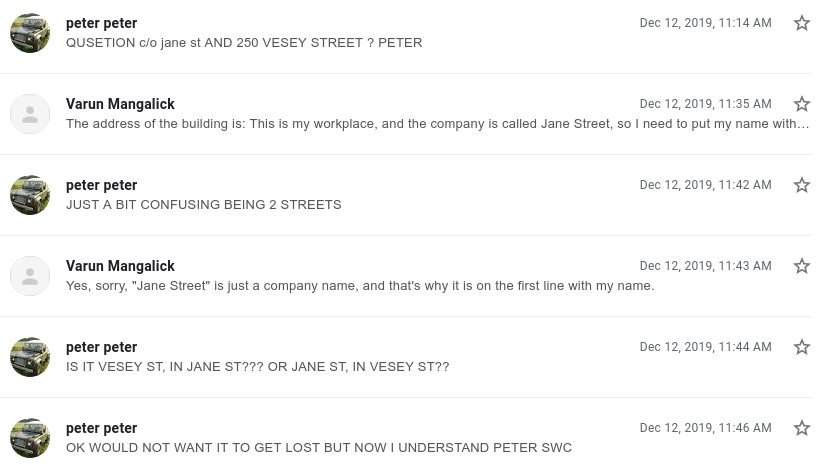 peter peter
Dec 12, 2019, 11:14 AM
QUSETION c/o jane st AND 250 VESEY STREET ? PETER
Varun Mangalick
Dec 12, 2019, 11:35 AM
The address of the building is: This is my workplace, and the company is called Jane Street, so I need to put my name with...
peter peter
Dec 12, 2019, 11:42 AM
JUST A BIT CONFUSING BEING 2 STREETS
Varun Mangalick
Dec 12, 2019, 11:43 AM
Yes, sorry, "Jane Street" is just a company name, and that's why it is on the first line with my name.
peter peter
Dec 12, 2019, 11:44 AM
IS IT VESEY ST, IN JANE ST??? OR JANE ST, IN VESEY ST??
peter peter
Dec 12, 2019, 11:46 AM
OK WOULD NOT WANT IT TO GET LOST BUT NOW I UNDERSTAND PETER SWC